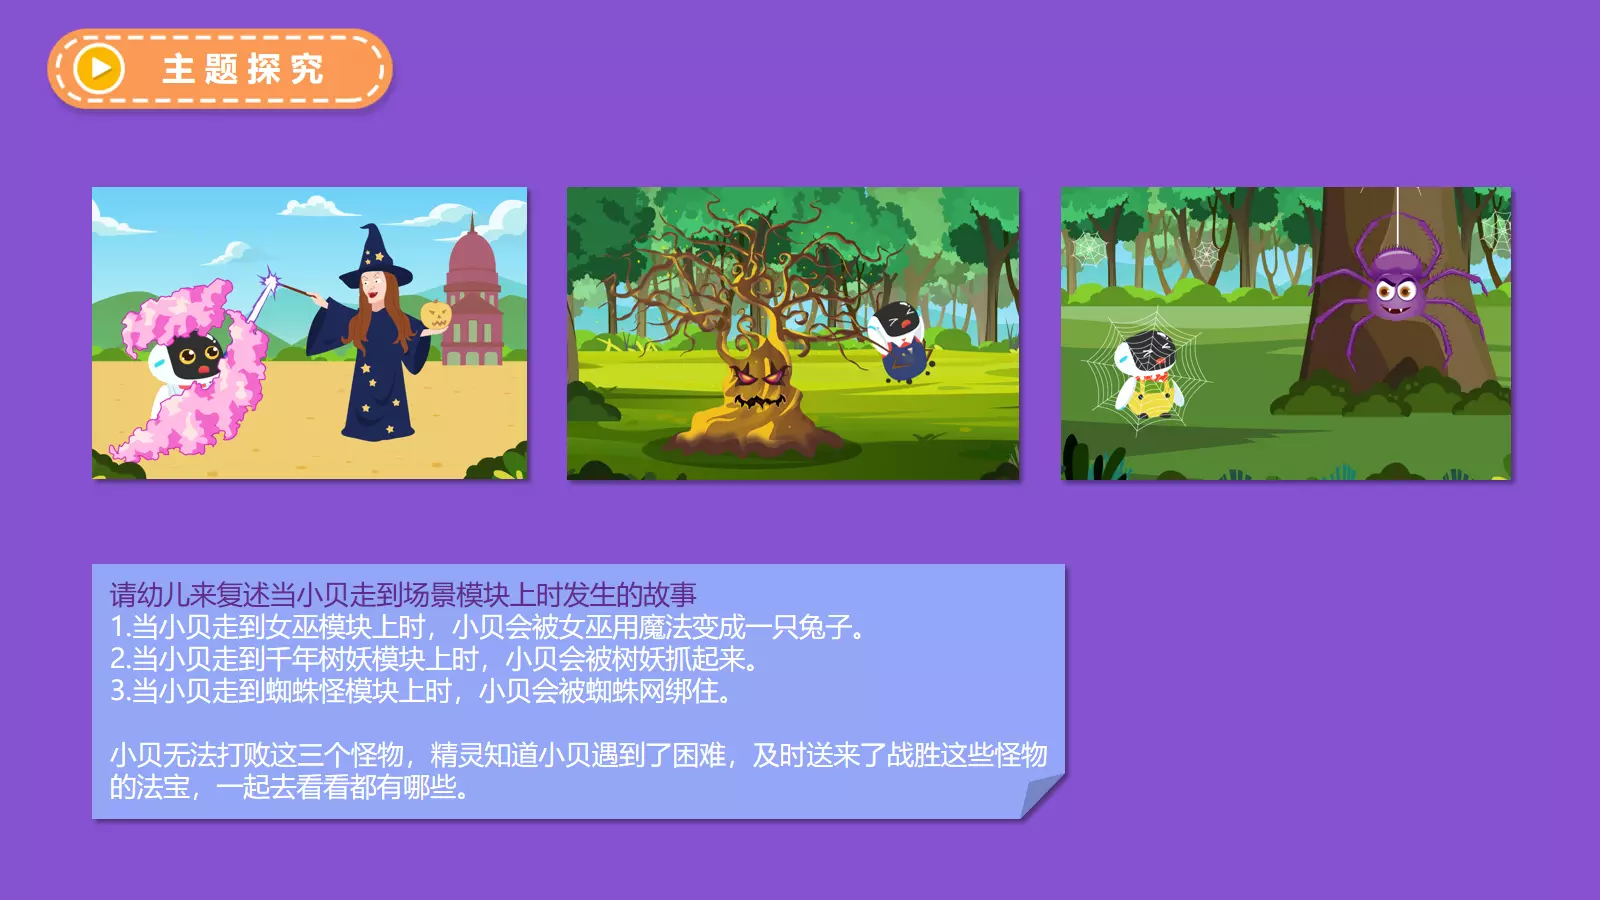 主题探究
请幼儿来复述当小贝走到场景模块上时发生的故事
1.当小贝走到女巫模块上时，小贝会被女巫用魔法变成一只兔子。
2.当小贝走到千年树妖模块上时，小贝会被树妖抓起来。
3.当小贝走到蜘蛛怪模块上时，小贝会被蜘蛛网绑住。
小贝无法打败这三个怪物，精灵知道小贝遇到了困难，及时送来了战胜这些怪物
的法宝，一起去看看都有哪些。